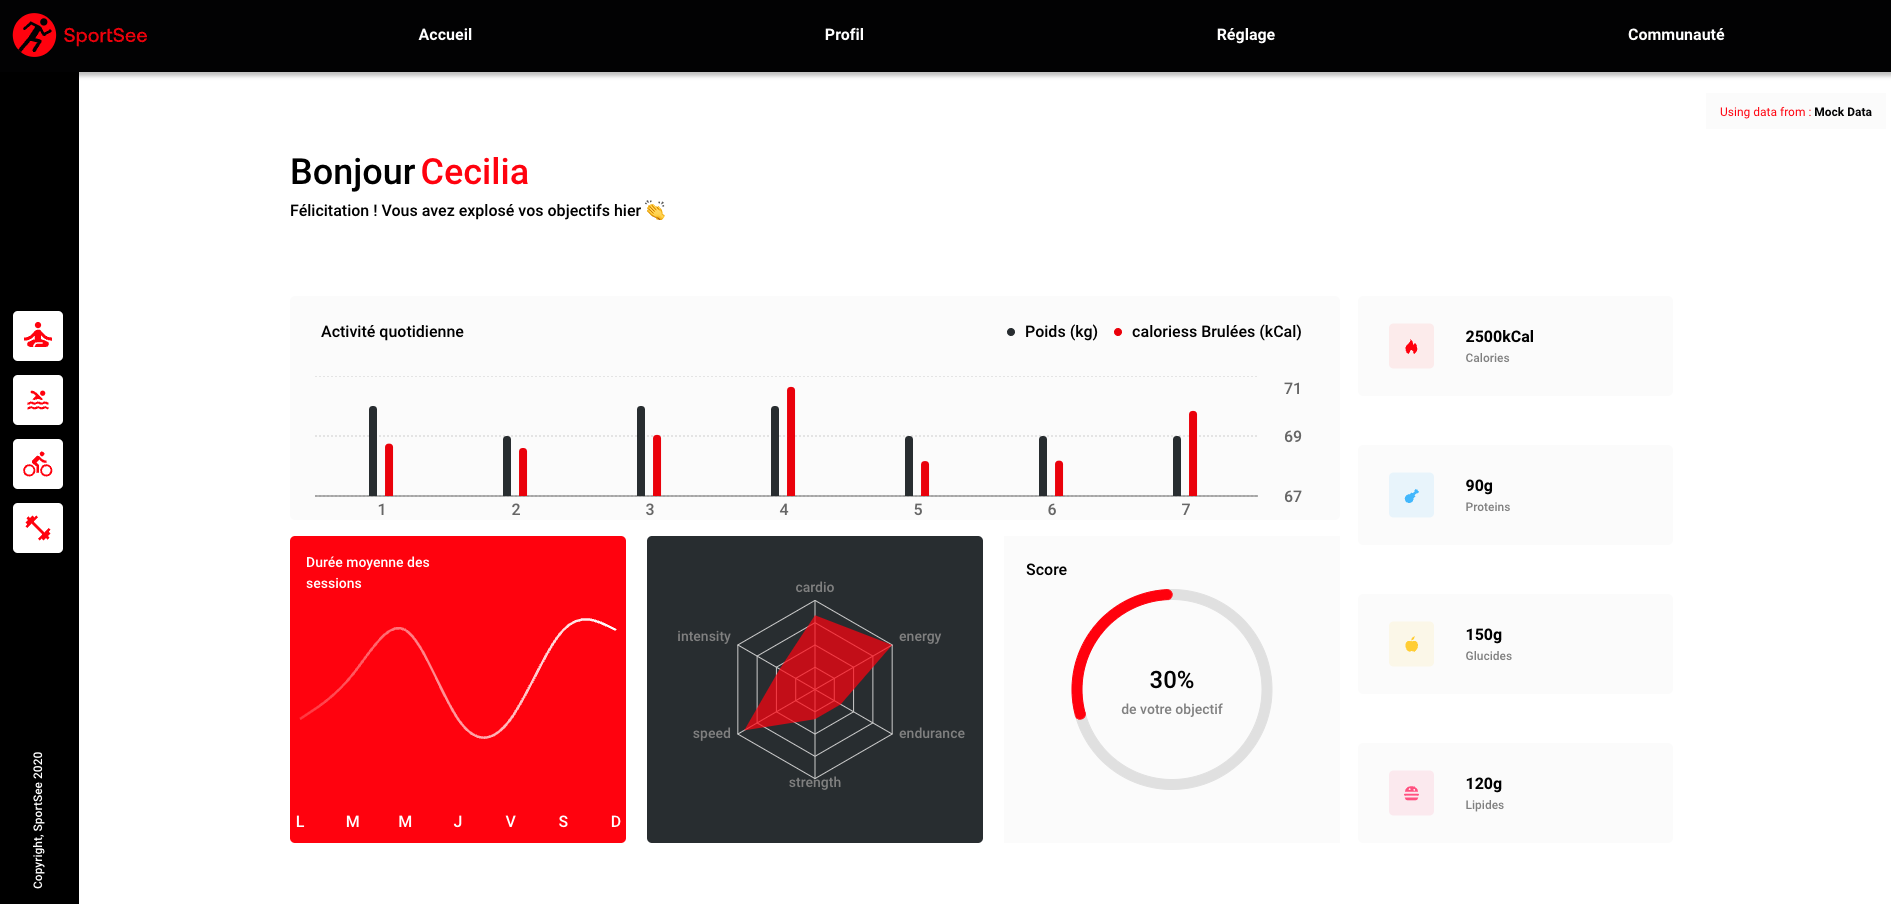 SportSee
Accueil
Profil
Réglage
Communauté
Using data from : Mock Data
Bonjour Cecilia
Félicitation ! Vous avez explosé vos objectifs hier 👏
Activité quotidienne
Poids (kg)
caloriess Brulées (kCal)
71
69
67
1 2 3 4 5 6 7
2500kCal
Calories
90g
Proteins
150g
Glucides
120g
Lipides
Durée moyenne des
sessions
L M M J V S D
cardio
energy
endurance
strength
speed
intensity
Score
30%
de votre objectif
Copyright, SportSee 2020